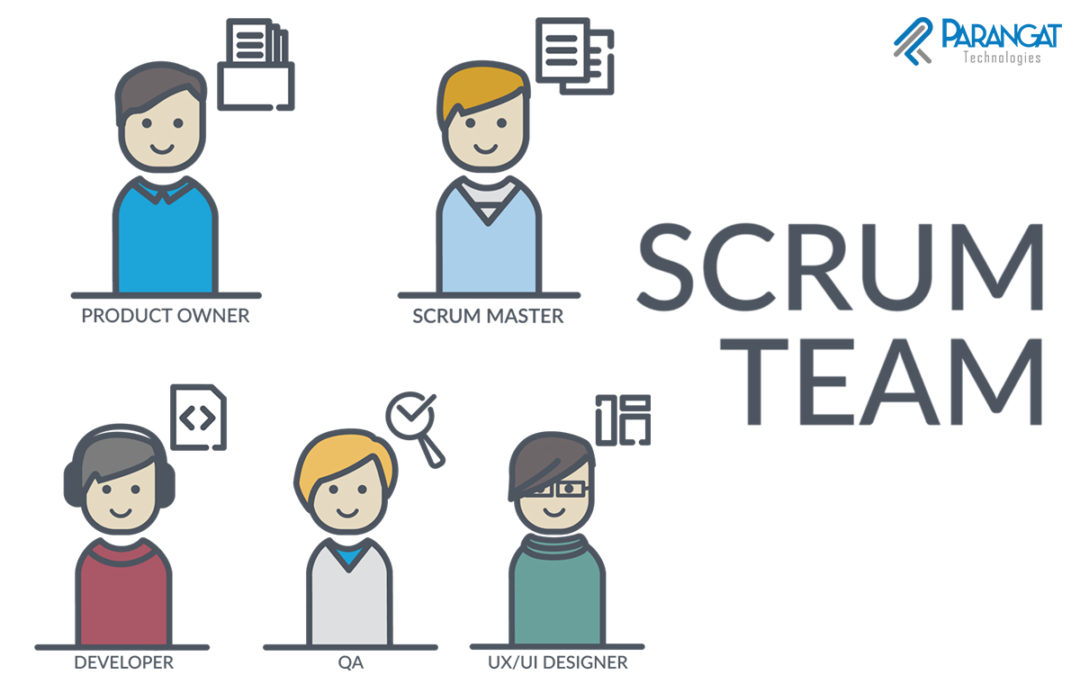 PARANGAT
Technologies
PRODUCT OWNER
SCRUM MASTER
SCRUM
TEAM
DEVELOPER
QA
UX/UI DESIGNER